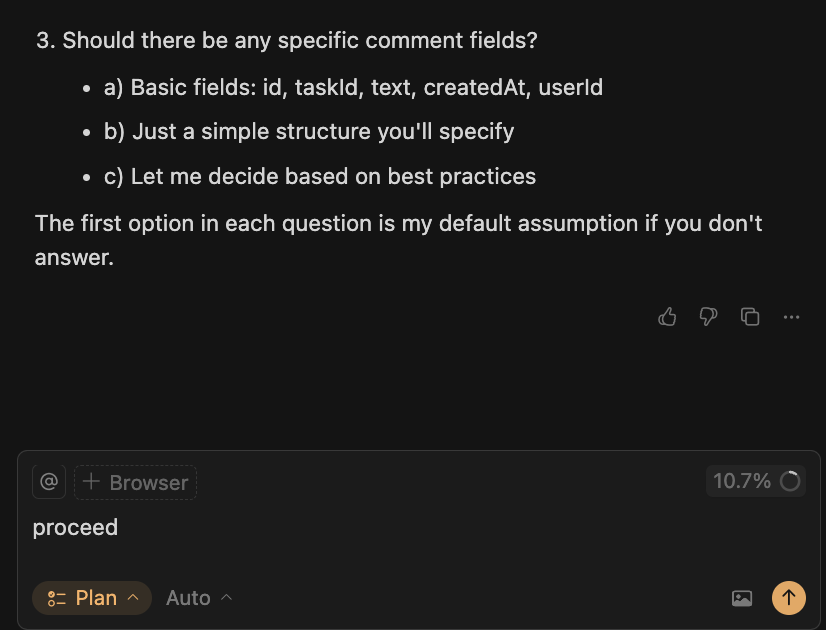 3. Should there be any specific comment fields?
• a) Basic fields: id, taskId, text, createdAt, userId
• b) Just a simple structure you'll specify
• c) Let me decide based on best practices
The first option in each question is my default assumption if you don't
answer.
@ + Browser 10.7%
proceed
Plan Auto